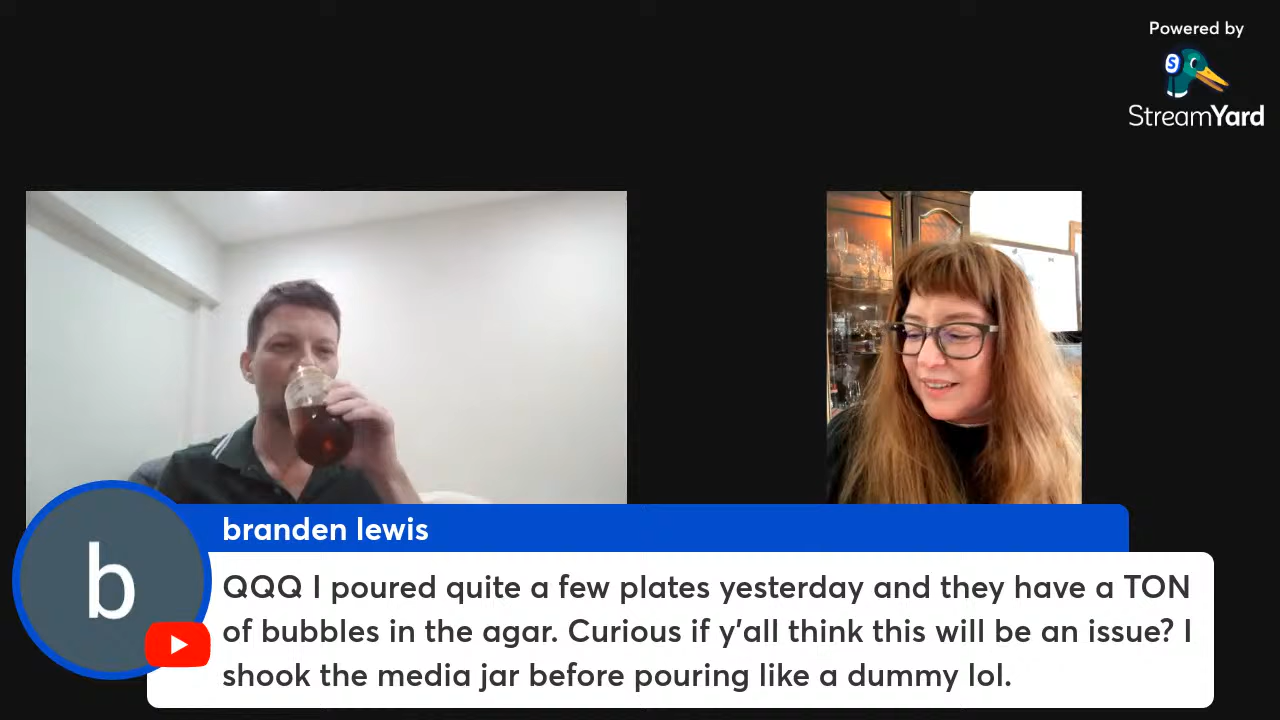 Powered by
S
StreamYard
b
branden lewis
QQQ I poured quite a few plates yesterday and they have a TON
of bubbles in the agar. Curious if y'all think this will be an issue? I
shook the media jar before pouring like a dummy lol.